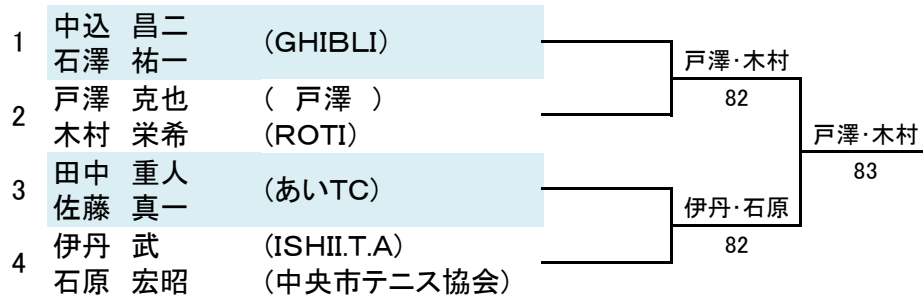 1 中込 昌二 (GHIBLI)
石澤 祐一
戸澤・木村
82
2 戸澤 克也 ( 戸澤 )
木村 栄希 (ROTI)
戸澤・木村
83
3 田中 重人 (あいTC)
佐藤 真一
伊丹・石原
82
4 伊丹 武 (ISHII.T.A)
石原 宏昭 (中央市テニス協会)